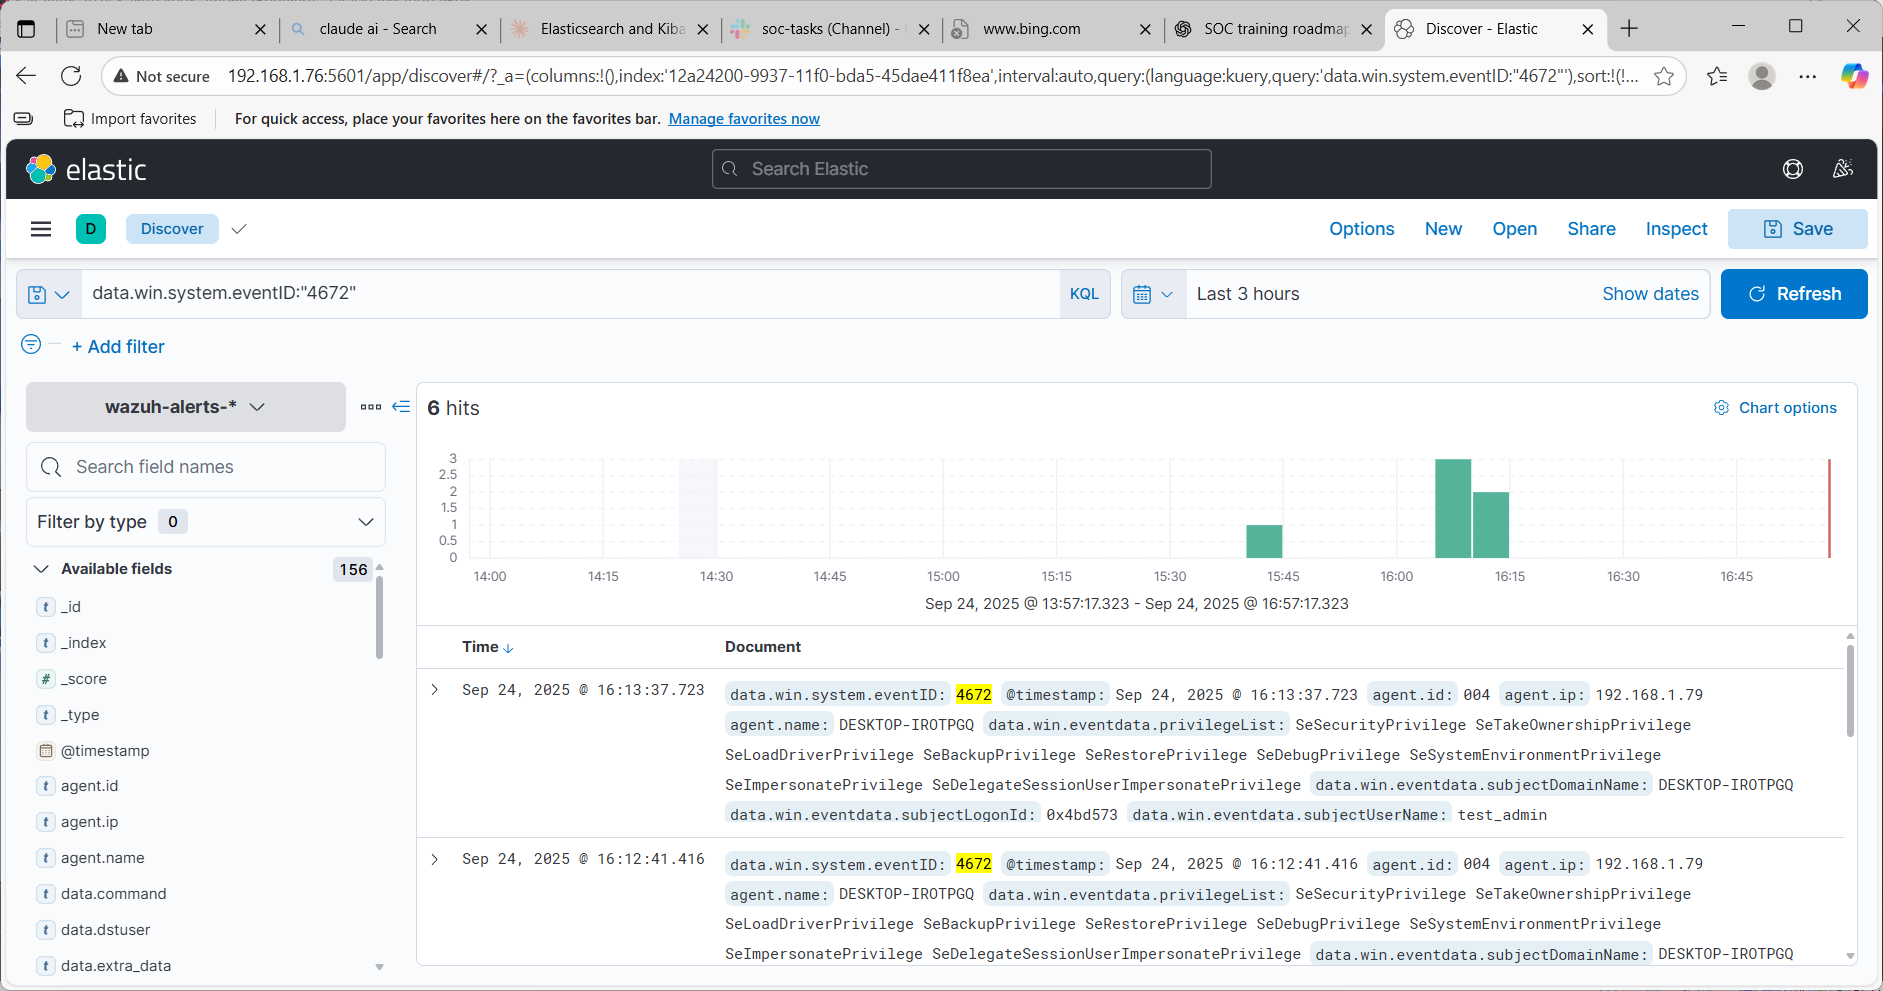 New tab
claude ai - Search
Elasticsearch and Kiba
soc-tasks (Channel) -
www.bing.com
SOC training roadmap
Discover - Elastic
Not secure
192.168.1.76:5601/app/discover#/?_a=(columns:!(),index:'12a24200-9937-11f0-bda5-45dae411f8ea',interval:auto,query:(language:kuery,query:'data.win.system.eventID:"4672"'),sort:!(!...
Import favorites
For quick access, place your favorites here on the favorites bar. Manage favorites now
elastic
Search Elastic
D
Discover
Options
New
Open
Share
Inspect
Save
data.win.system.eventID:"4672"
KQL
Last 3 hours
Show dates
Refresh
+ Add filter
wazuh-alerts-*
Search field names
Filter by type 0
Available fields 156
t _id
t _index
# _score
t _type
@timestamp
t agent.id
t agent.ip
t agent.name
t data.command
t data.dstuser
t data.extra_data
6 hits
Chart options
3
2.5
2
1.5
1
0.5
0
14:00 14:15 14:30 14:45 15:00 15:15 15:30 15:45 16:00 16:15 16:30 16:45
Sep 24, 2025 @ 13:57:17.323 - Sep 24, 2025 @ 16:57:17.323
Time Document
Sep 24, 2025 @ 16:13:37.723
data.win.system.eventID: 4672 @timestamp: Sep 24, 2025 @ 16:13:37.723 agent.id: 004 agent.ip: 192.168.1.79
agent.name: DESKTOP-IROTPGQ data.win.eventdata.privilegeList: SeSecurityPrivilege SeTakeOwnershipPrivilege
SeLoadDriverPrivilege SeBackupPrivilege SeRestorePrivilege SeDebugPrivilege SeSystemEnvironmentPrivilege
SeImpersonatePrivilege SeDelegateSessionUserImpersonatePrivilege data.win.eventdata.subjectDomainName: DESKTOP-IROTPGQ
data.win.eventdata.subjectLogonId: 0x4bd573 data.win.eventdata.subjectUserName: test_admin
Sep 24, 2025 @ 16:12:41.416
data.win.system.eventID: 4672 @timestamp: Sep 24, 2025 @ 16:12:41.416 agent.id: 004 agent.ip: 192.168.1.79
agent.name: DESKTOP-IROTPGQ data.win.eventdata.privilegeList: SeSecurityPrivilege SeTakeOwnershipPrivilege
SeLoadDriverPrivilege SeBackupPrivilege SeRestorePrivilege SeDebugPrivilege SeSystemEnvironmentPrivilege
SeImpersonatePrivilege SeDelegateSessionUserImpersonatePrivilege data.win.eventdata.subjectDomainName: DESKTOP-IROTPGQ